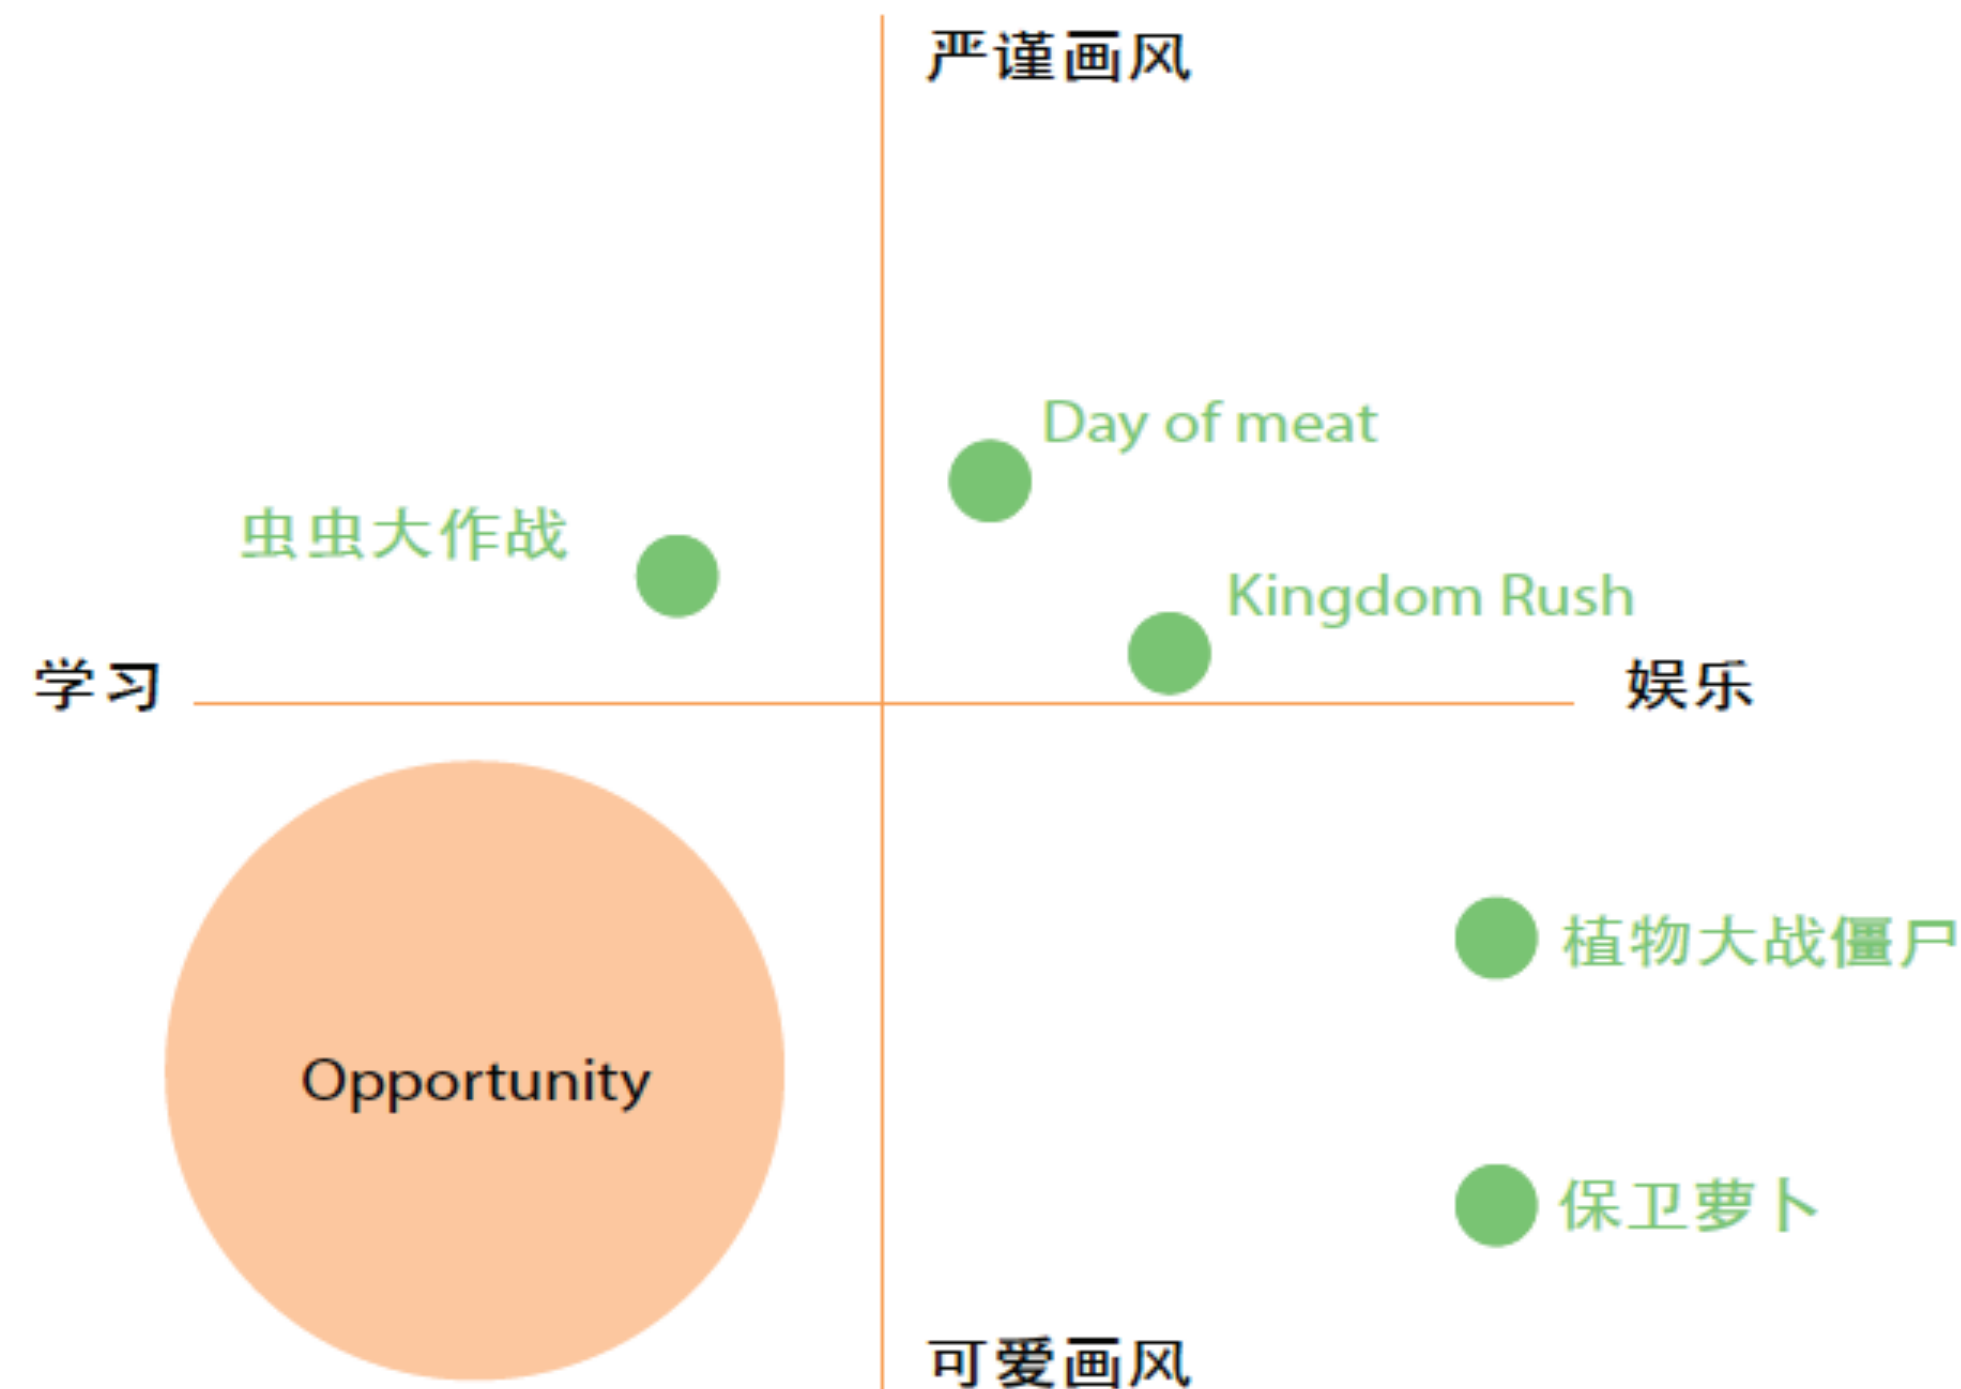 严谨画风
Day of meat
虫虫大作战
Kingdom Rush
学习
娱乐
植物大战僵尸
Opportunity
保卫萝卜
可爱画风